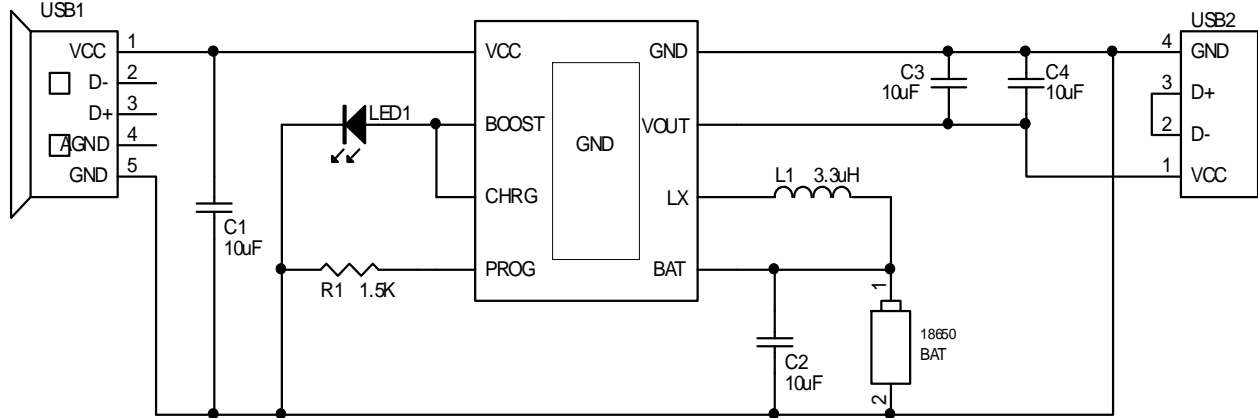 USB1
VCC 1
D- 2
D+ 3
AGND 4
GND 5
C1
10uF
LED1
R1 1.5K
VCC
BOOST
CHRG
PROG
GND
GND
VOUT
LX
BAT
C3
10uF
C4
10uF
L1 3.3uH
C2
10uF
1
18650
BAT
2
USB2
4 GND
3 D+
2 D-
1 VCC